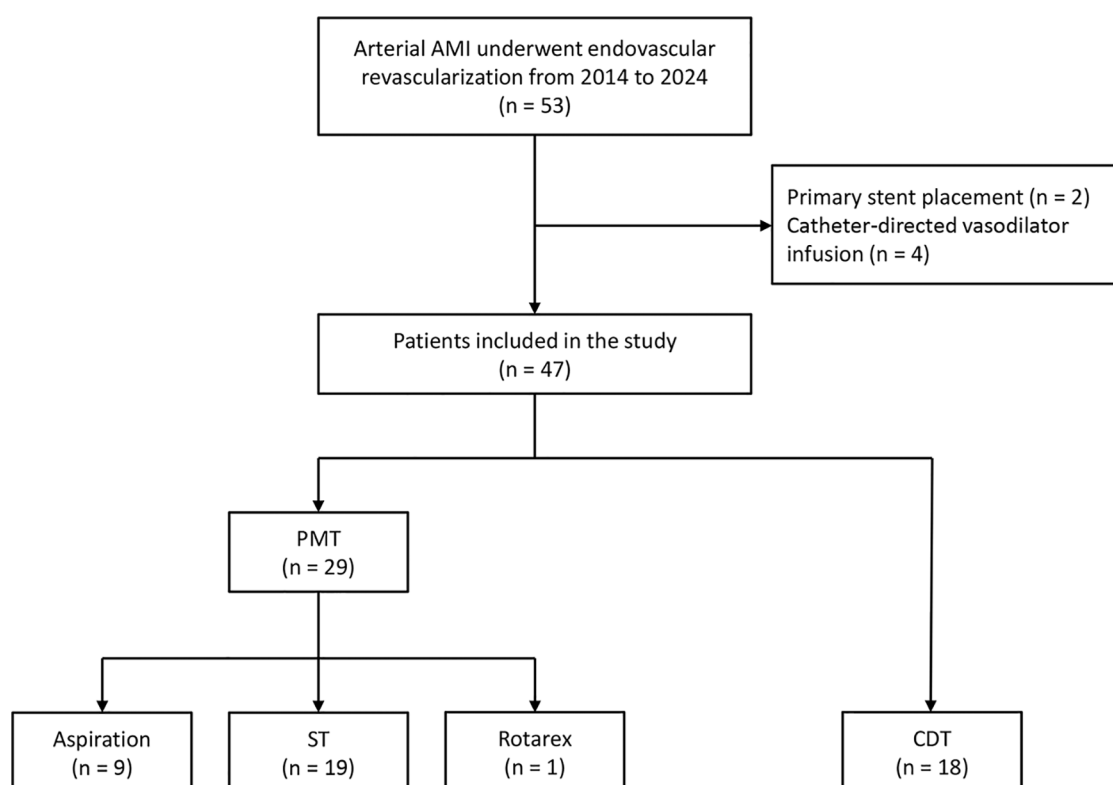 Arterial AMI underwent endovascular
revascularization from 2014 to 2024
(n = 53)
Primary stent placement (n = 2)
Catheter-directed vasodilator
infusion (n = 4)
Patients included in the study
(n = 47)
PMT
(n = 29)
Aspiration
(n = 9)
ST
(n = 19)
Rotarex
(n = 1)
CDT
(n = 18)